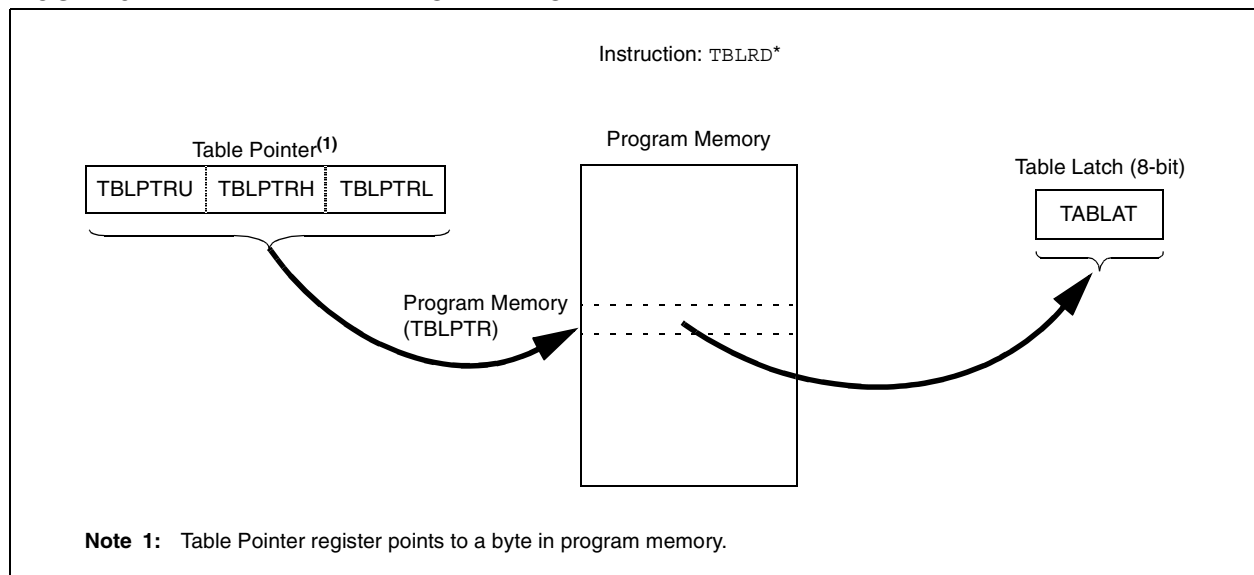 Instruction: TBLRD*
Table Pointer(1)
TBLPTRU TBLPTRH TBLPTRL
Program Memory
Table Latch (8-bit)
TABLAT
Program Memory
(TBLPTR)
Note 1: Table Pointer register points to a byte in program memory.